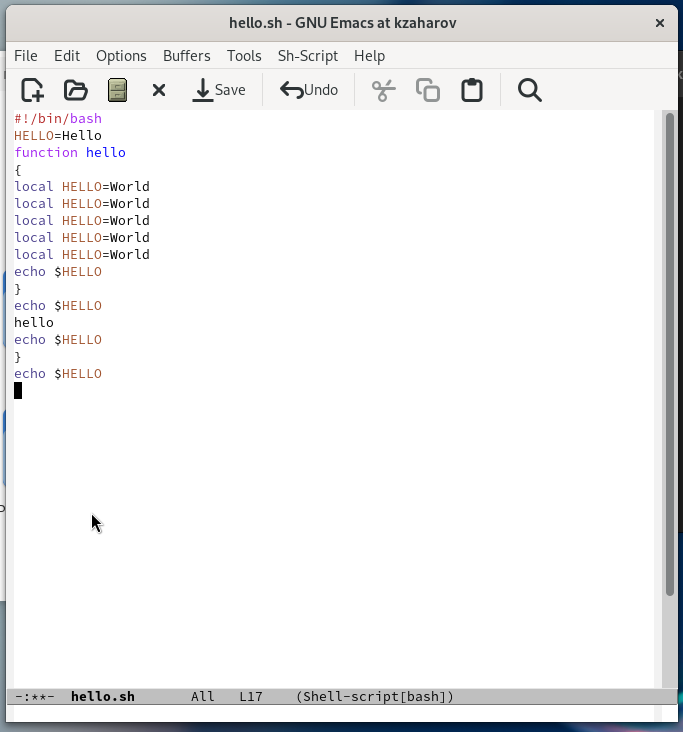 hello.sh - GNU Emacs at kzaharov
File Edit Options Buffers Tools Sh-Script Help
Save Undo
#!/bin/bash
HELLO=Hello
function hello
{
local HELLO=World
local HELLO=World
local HELLO=World
local HELLO=World
local HELLO=World
echo $HELLO
}
echo $HELLO
hello
echo $HELLO
}
echo $HELLO
-:**- hello.sh All L17 (Shell-script[bash])